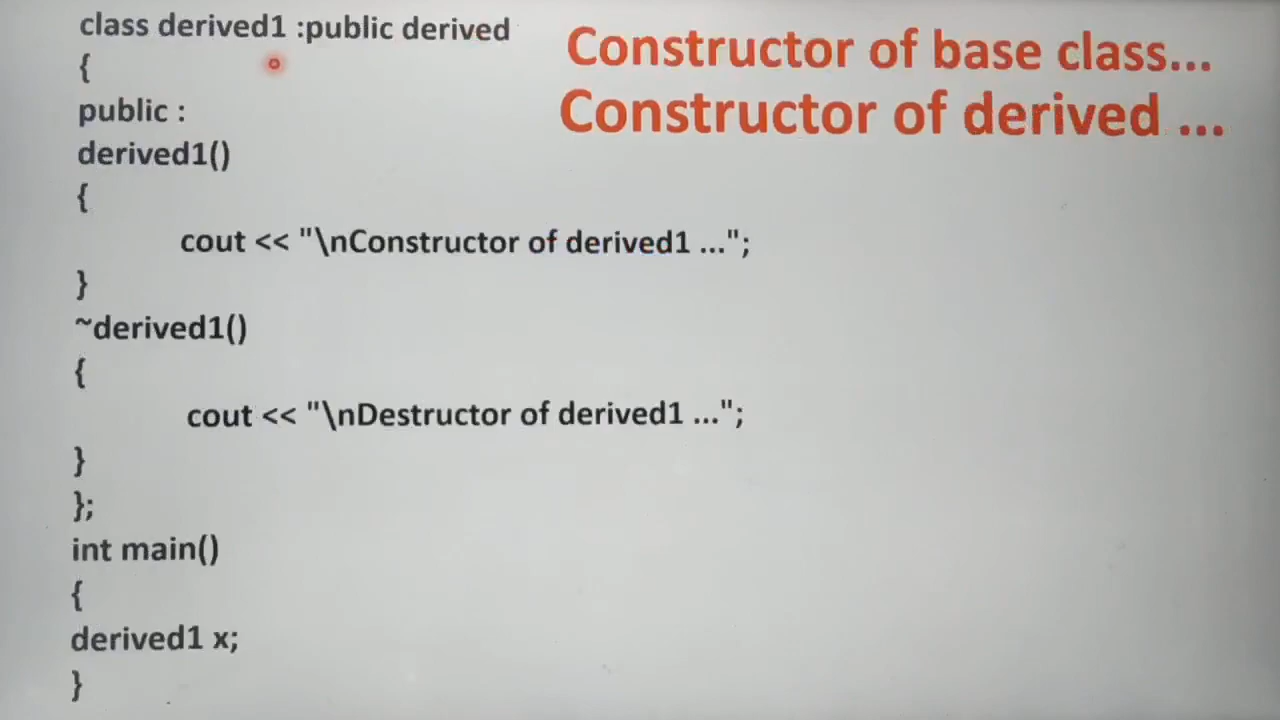 class derived1 :public derived
{
public :
derived1()
{
cout << "\nConstructor of derived1 ...";
}
~derived1()
{
cout << "\nDestructor of derived1 ...";
}
};
int main()
{
derived1 x;
}
Constructor of base class...
Constructor of derived ...